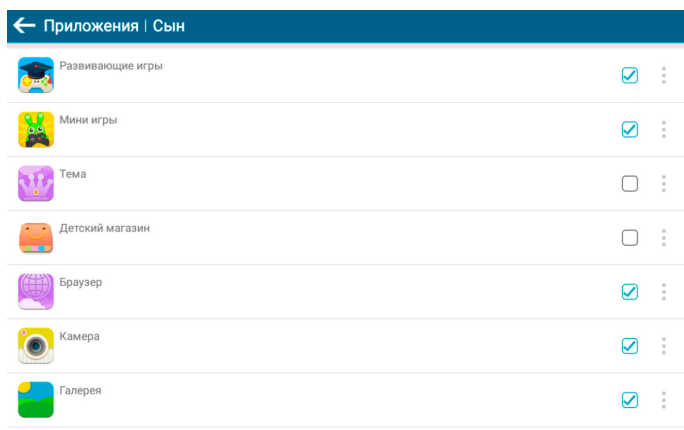 Приложения | Сын
Развивающие игры
Мини игры
Тема
Детский магазин
Браузер
Камера
Галерея